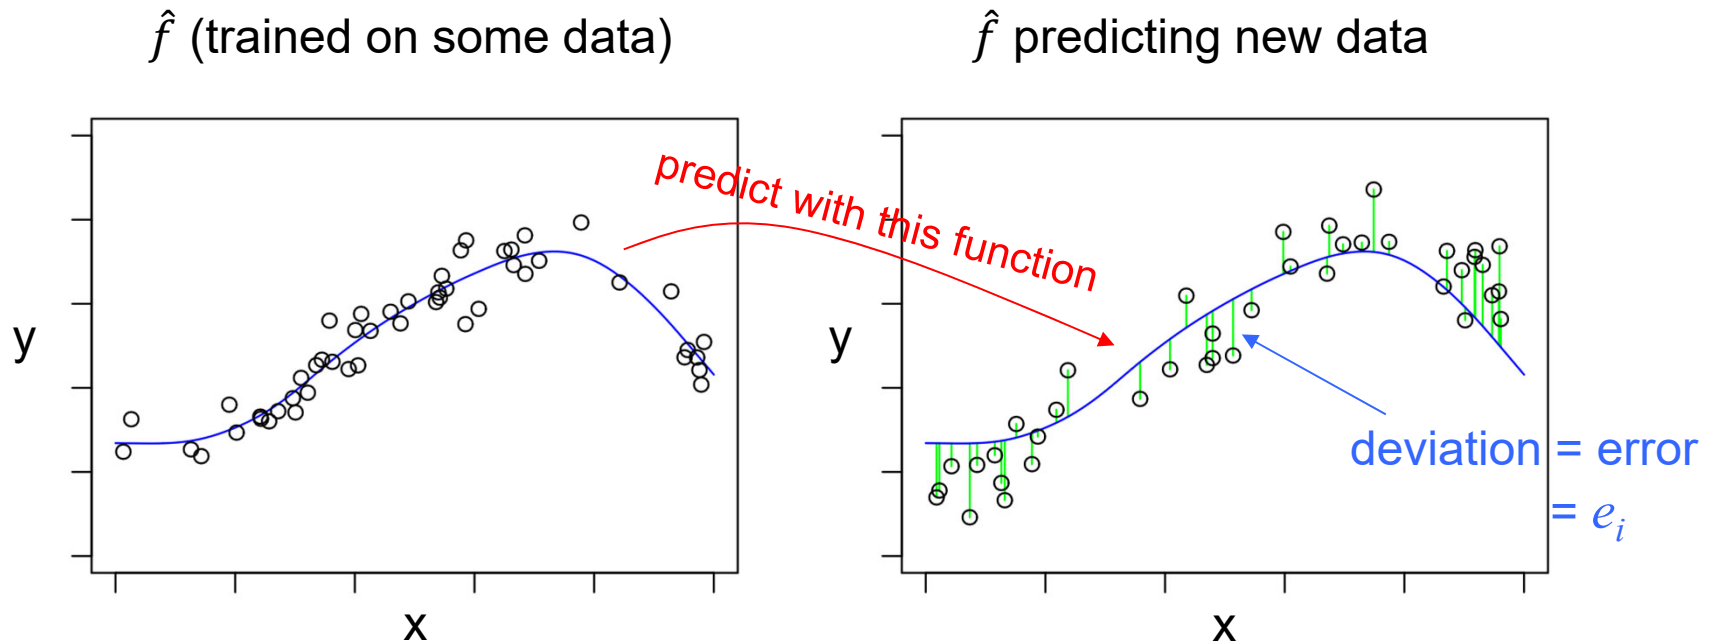 f̂ (trained on some data)
f̂ predicting new data
predict with this function
y
y
deviation = error
= eᵢ
x
x